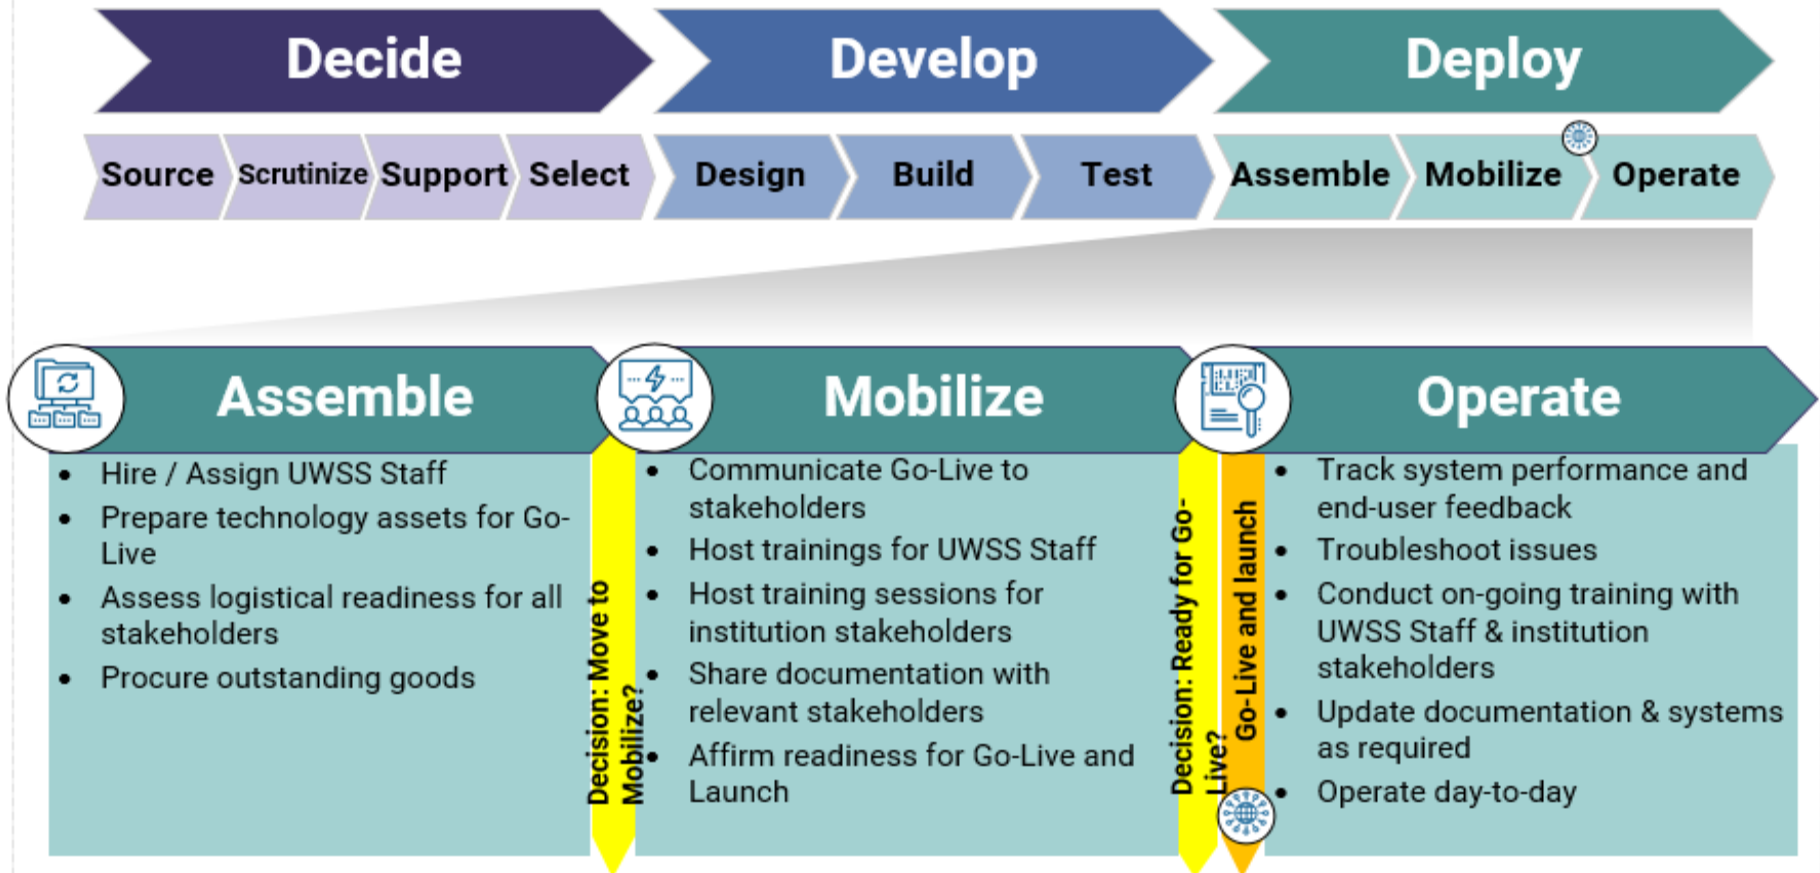 Decide
Develop
Deploy
Source
Scrutinize
Support
Select
Design
Build
Test
Assemble
Mobilize
Operate
Assemble
• Hire / Assign UWSS Staff
• Prepare technology assets for Go-
Live
• Assess logistical readiness for all
stakeholders
• Procure outstanding goods
Decision: Move to
Mobilize?
Mobilize
• Communicate Go-Live to
stakeholders
• Host trainings for UWSS Staff
• Host training sessions for
institution stakeholders
• Share documentation with
relevant stakeholders
• Affirm readiness for Go-Live and
Launch
Decision: Ready for Go-
Live?
Go-Live and launch
Operate
• Track system performance and
end-user feedback
• Troubleshoot issues
• Conduct on-going training with
UWSS Staff & institution
stakeholders
• Update documentation & systems
as required
• Operate day-to-day